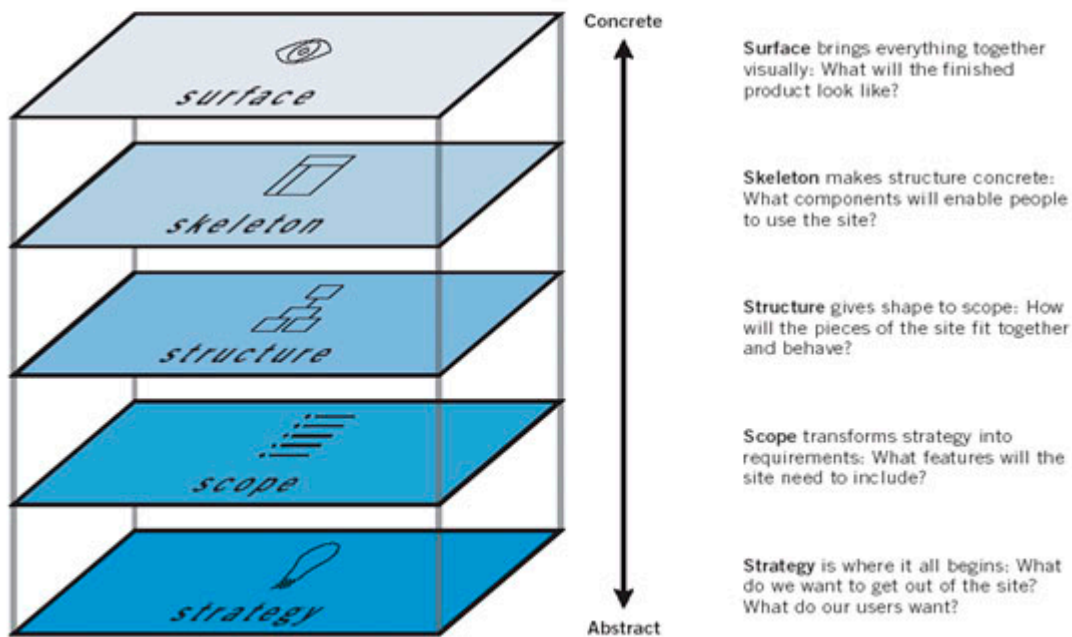 Concrete
surface
Surface brings everything together
visually: What will the finished
product look like?
skeleton
Skeleton makes structure concrete:
What components will enable people
to use the site?
structure
Structure gives shape to scope: How
will the pieces of the site fit together
and behave?
scope
Scope transforms strategy into
requirements: What features will the
site need to include?
strategy
Strategy is where it all begins: What
do we want to get out of the site?
What do our users want?
Abstract